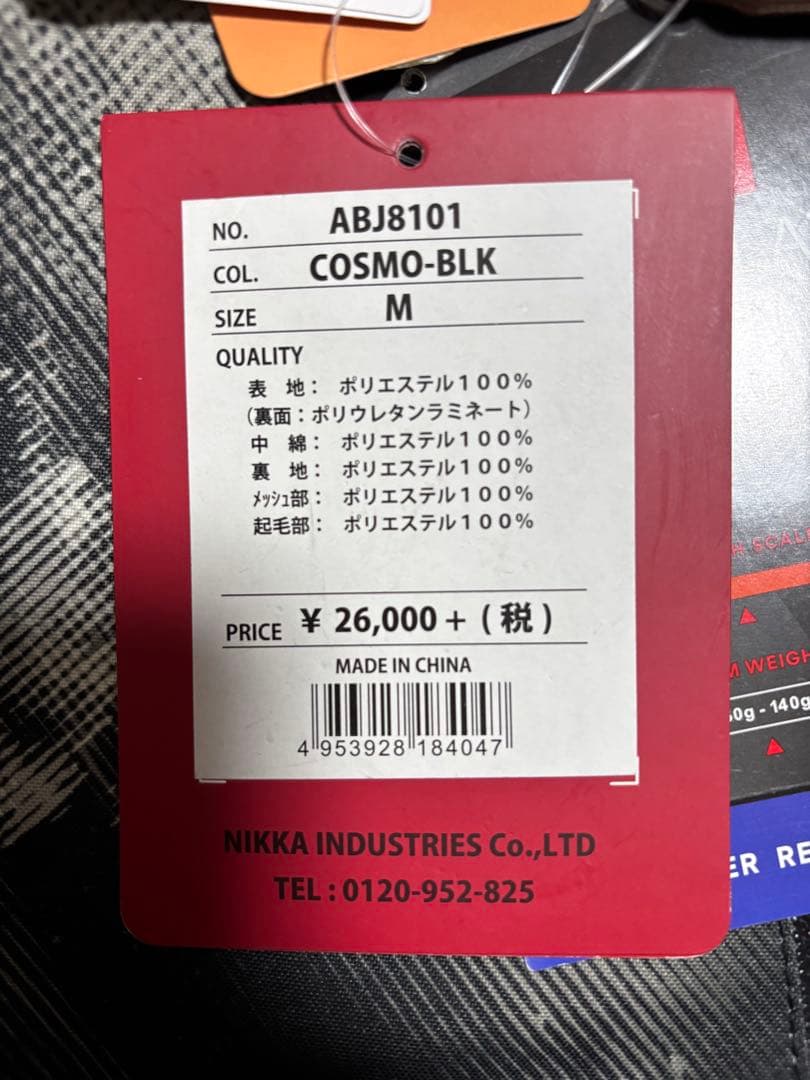 NO. ABJ8101
COL. COSMO-BLK
SIZE M
QUALITY
表 地： ポリエステル１００％
（裏面：ポリウレタンラミネート）
中 綿： ポリエステル１００％
裏 地： ポリエステル１００％
ﾒｯｼｭ部： ポリエステル１００％
起毛部： ポリエステル１００％
PRICE ¥ 26,000 + ( 税 )
MADE IN CHINA
4 953928 184047
NIKKA INDUSTRIES Co.,LTD
TEL : 0120-952-825
0g - 140g
ER RE